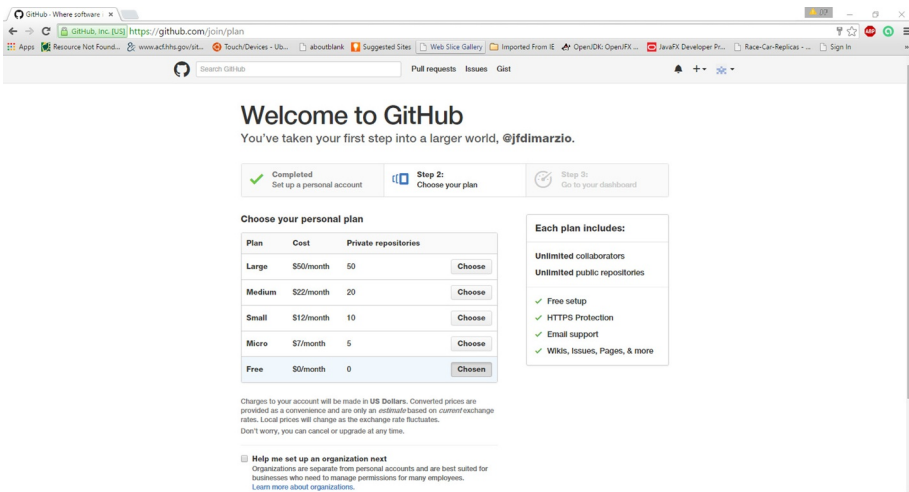 GitHub - Where software
GitHub, Inc. [US] https://github.com/join/plan
Apps Resource Not Found... www.acf.hhs.gov/sit... Touch/Devices - Ub... aboutblank Suggested Sites Web Slice Gallery Imported From IE OpenJDK: OpenJFX ... JavaFX Developer Pr... Race-Car-Replicas - ... Sign In
Search GitHub Pull requests Issues Gist
Welcome to GitHub
You've taken your first step into a larger world, @jfdimarzio.
Completed
Set up a personal account
Step 2:
Choose your plan
Step 3:
Go to your dashboard
Choose your personal plan
Plan Cost Private repositories
Large $50/month 50 Choose
Medium $22/month 20 Choose
Small $12/month 10 Choose
Micro $7/month 5 Choose
Free $0/month 0 Chosen
Charges to your account will be made in US Dollars. Converted prices are
provided as a convenience and are only an estimate based on current exchange
rates. Local prices will change as the exchange rate fluctuates.
Don't worry, you can cancel or upgrade at any time.
Help me set up an organization next
Organizations are separate from personal accounts and are best suited for
businesses who need to manage permissions for many employees.
Learn more about organizations.
Each plan includes:
Unlimited collaborators
Unlimited public repositories
Free setup
HTTPS Protection
Email support
Wikis, Issues, Pages, & more